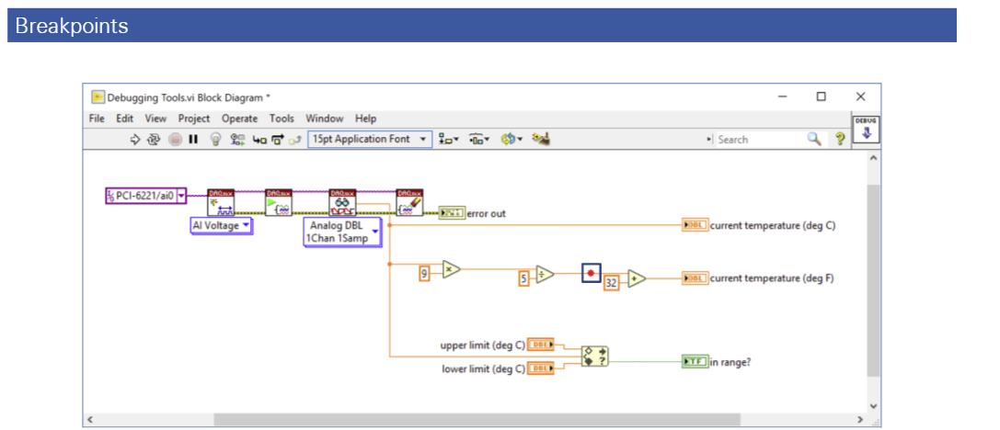 Breakpoints
Debugging Tools.vi Block Diagram *
File Edit View Project Operate Tools Window Help
DEBUG
15pt Application Font
Search
PCI-6221/ai0
DAQmx DAQmx DAQmx DAQmx
AI Voltage
Analog DBL
1Chan 1Samp
error out
DBL current temperature (deg C)
9
5
32
DBL current temperature (deg F)
upper limit (deg C) DBL
lower limit (deg C) DBL
TF in range?